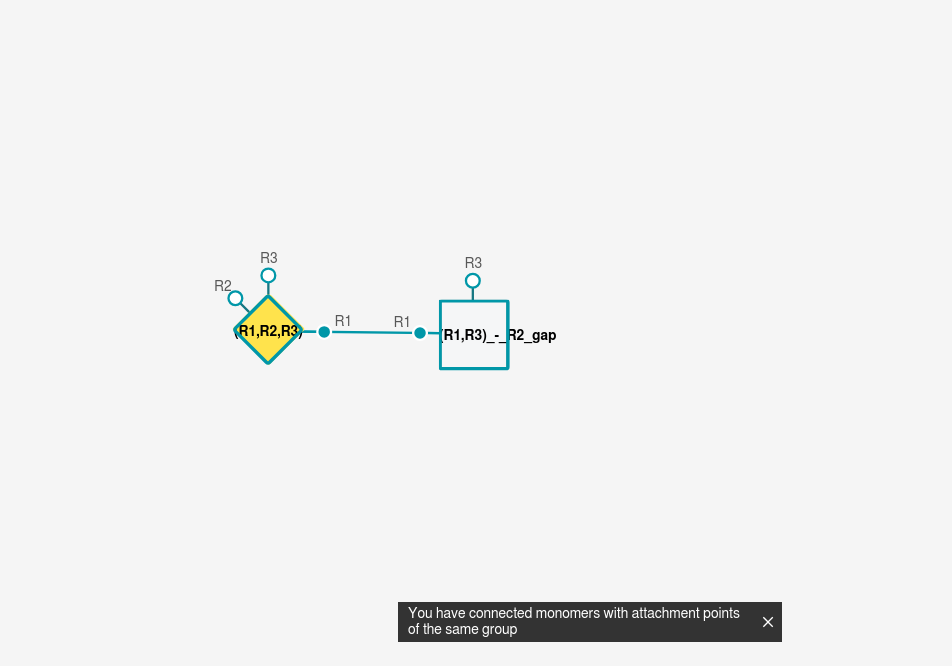 R3
R3
R2
R1
R1
(R1,R2,R3)
(R1,R3)_-_R2_gap
You have connected monomers with attachment points
of the same group